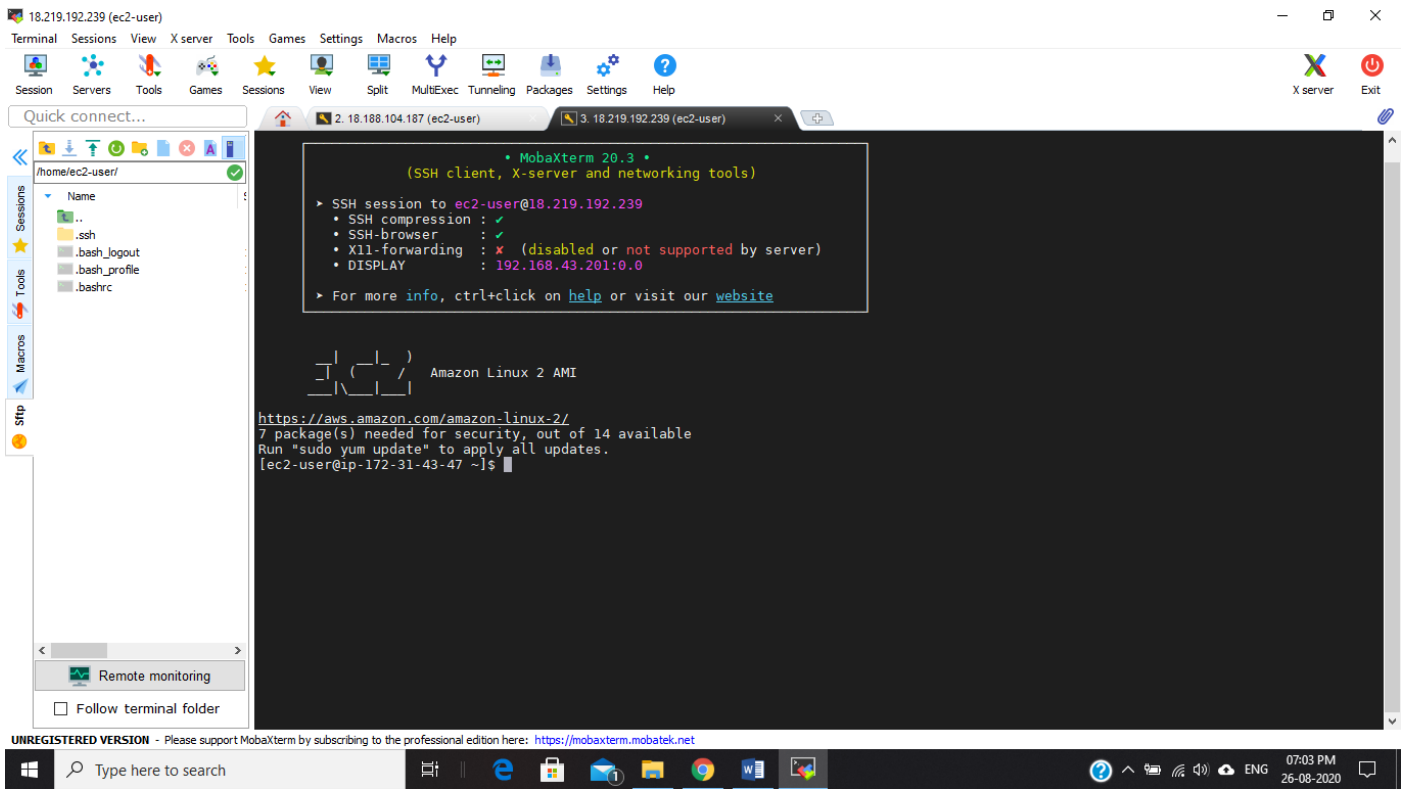 18.219.192.239 (ec2-user)
Terminal Sessions View X server Tools Games Settings Macros Help
Session Servers Tools Games Sessions View Split MultiExec Tunneling Packages Settings Help X server Exit
Quick connect...
2. 18.188.104.187 (ec2-user)
3. 18.219.192.239 (ec2-user)
/home/ec2-user/
Name
..
.ssh
.bash_logout
.bash_profile
.bashrc
Sessions
Tools
Macros
Sftp
Remote monitoring
Follow terminal folder
• MobaXterm 20.3 •
(SSH client, X-server and networking tools)
➤ SSH session to ec2-user@18.219.192.239
• SSH compression : ✔
• SSH-browser : ✔
• X11-forwarding : ✘ (disabled or not supported by server)
• DISPLAY : 192.168.43.201:0.0
➤ For more info, ctrl+click on help or visit our website
__| __|_ )
_| ( / Amazon Linux 2 AMI
___|\___|___|
https://aws.amazon.com/amazon-linux-2/
7 package(s) needed for security, out of 14 available
Run "sudo yum update" to apply all updates.
[ec2-user@ip-172-31-43-47 ~]$
UNREGISTERED VERSION - Please support MobaXterm by subscribing to the professional edition here: https://mobaxterm.mobatek.net
Type here to search
1
ENG
07:03 PM
26-08-2020